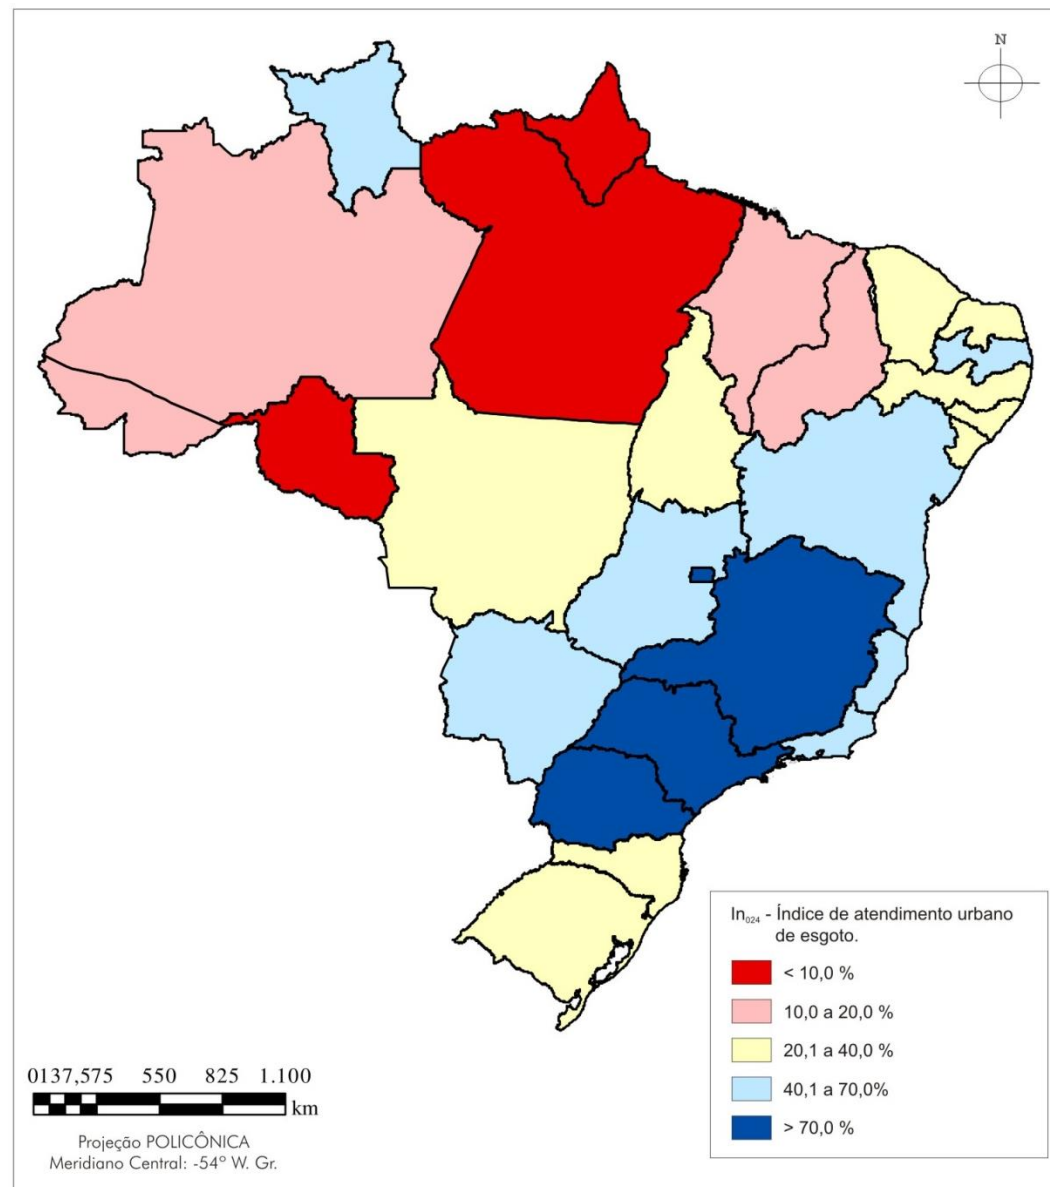 N
In024 - Índice de atendimento urbano
de esgoto.
< 10,0 %
10,0 a 20,0 %
20,1 a 40,0 %
40,1 a 70,0%
> 70,0 %
0137,575 550 825 1.100
km
Projeção POLICÔNICA
Meridiano Central: -54º W. Gr.